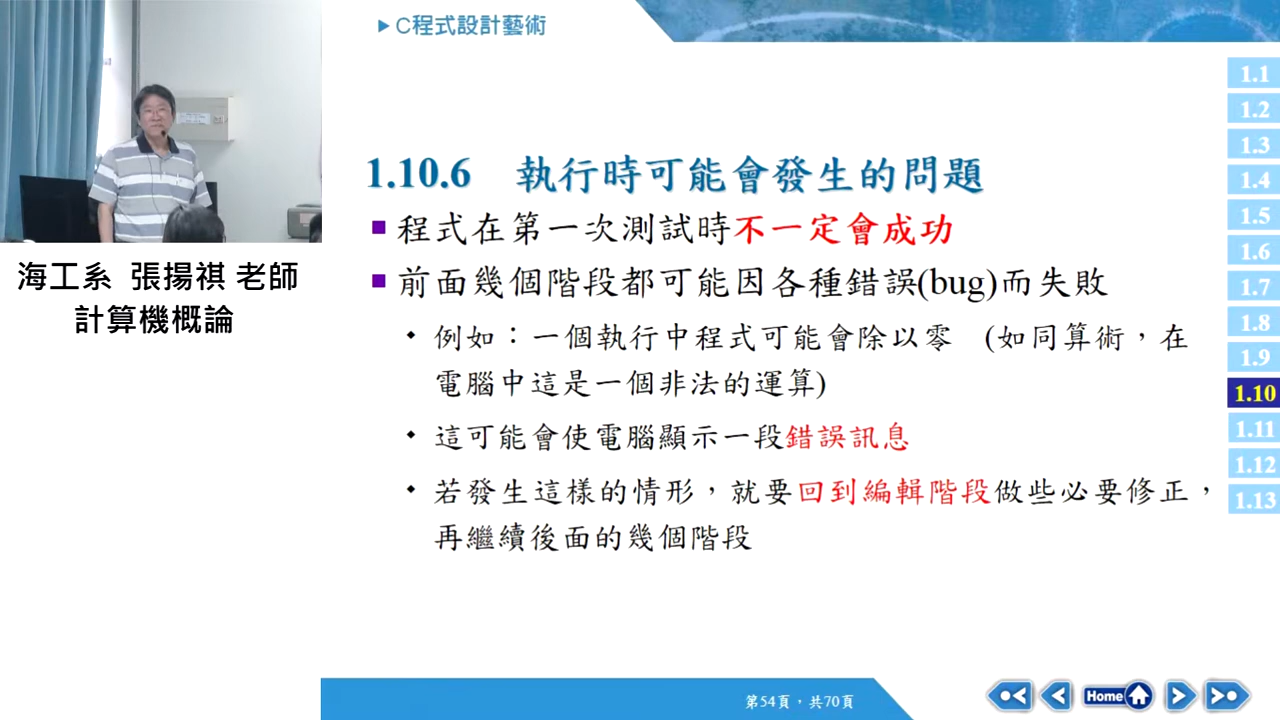 C程式設計藝術
海工系 張揚祺 老師
計算機概論
1.10.6 執行時可能會發生的問題
程式在第一次測試時不一定會成功
前面幾個階段都可能因各種錯誤(bug)而失敗
例如：一個執行中程式可能會除以零 (如同算術，在
電腦中這是一個非法的運算)
這可能會使電腦顯示一段錯誤訊息
若發生這樣的情形，就要回到編輯階段做些必要修正，
再繼續後面的幾個階段
1.1
1.2
1.3
1.4
1.5
1.6
1.7
1.8
1.9
1.10
1.11
1.12
1.13
第54頁，共70頁
Home